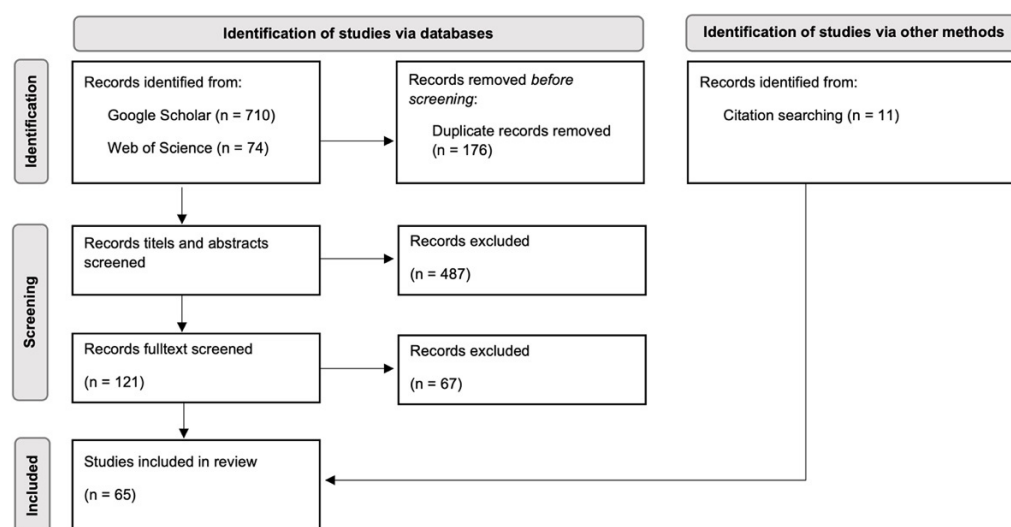 Identification of studies via databases
Identification of studies via other methods
Identification
Records identified from:
Google Scholar (n = 710)
Web of Science (n = 74)
Records removed before
screening:
Duplicate records removed
(n = 176)
Records identified from:
Citation searching (n = 11)
Screening
Records titels and abstracts
screened
Records excluded
(n = 487)
Records fulltext screened
(n = 121)
Records excluded
(n = 67)
Included
Studies included in review
(n = 65)